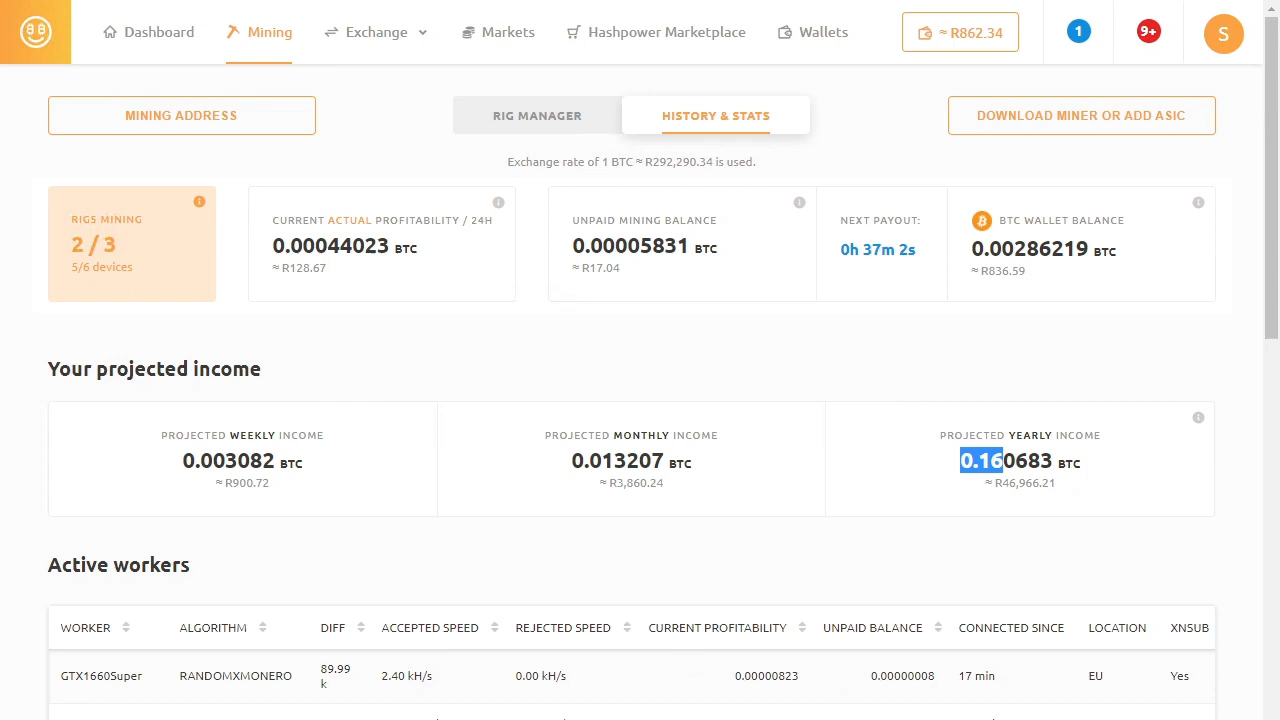 Dashboard Mining Exchange Markets Hashpower Marketplace Wallets ≈ R862.34 1 9+ S
MINING ADDRESS RIG MANAGER HISTORY & STATS DOWNLOAD MINER OR ADD ASIC
Exchange rate of 1 BTC ≈ R292,290.34 is used.
RIGS MINING
2 / 3
5/6 devices
CURRENT ACTUAL PROFITABILITY / 24H
0.00044023 BTC
≈ R128.67
UNPAID MINING BALANCE
0.00005831 BTC
≈ R17.04
NEXT PAYOUT:
0h 37m 2s
BTC WALLET BALANCE
0.00286219 BTC
≈ R836.59
Your projected income
PROJECTED WEEKLY INCOME
0.003082 BTC
≈ R900.72
PROJECTED MONTHLY INCOME
0.013207 BTC
≈ R3,860.24
PROJECTED YEARLY INCOME
0.160683 BTC
≈ R46,966.21
Active workers
WORKER ALGORITHM DIFF ACCEPTED SPEED REJECTED SPEED CURRENT PROFITABILITY UNPAID BALANCE CONNECTED SINCE LOCATION XNSUB
GTX1660Super RANDOMXMONERO 89.99 k 2.40 kH/s 0.00 kH/s 0.00000823 0.00000008 17 min EU Yes